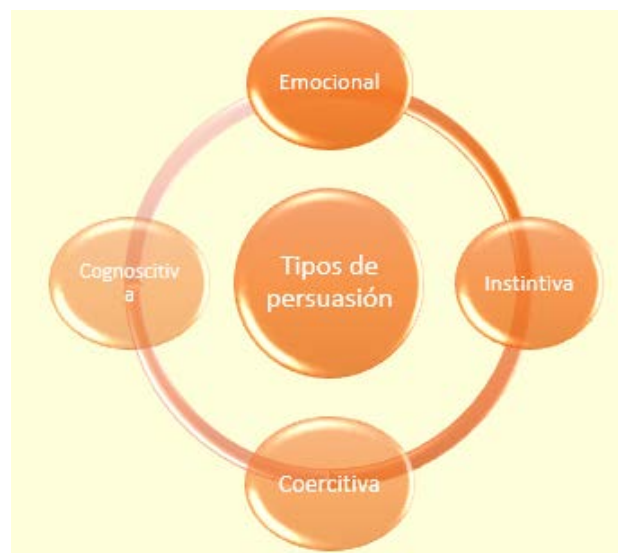 Emocional
Cognoscitiv
a
Tipos de
persuasión
Instintiva
Coercitiva